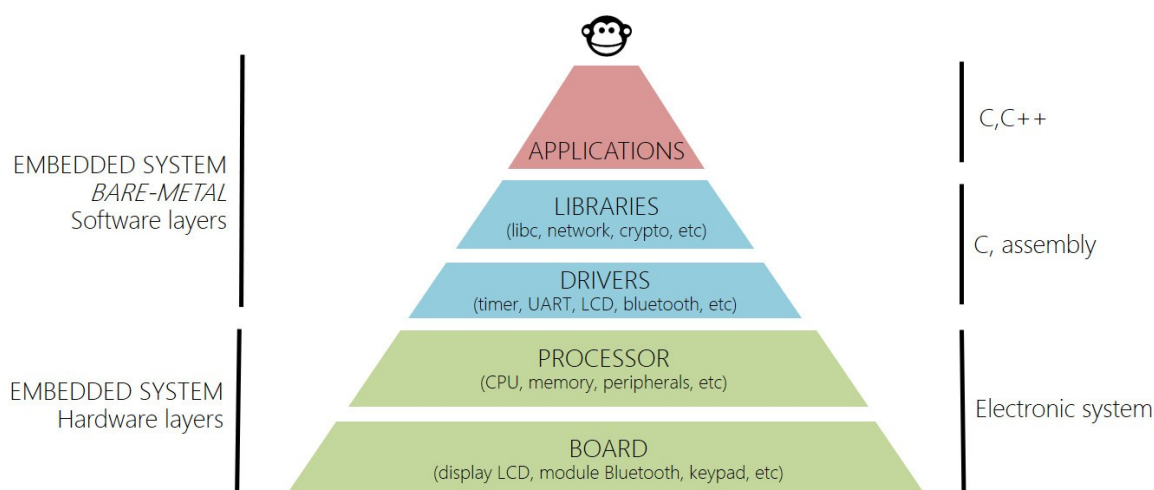 EMBEDDED SYSTEM
BARE-METAL
Software layers
EMBEDDED SYSTEM
Hardware layers
APPLICATIONS
LIBRARIES
(libc, network, crypto, etc)
DRIVERS
(timer, UART, LCD, bluetooth, etc)
PROCESSOR
(CPU, memory, peripherals, etc)
BOARD
(display LCD, module Bluetooth, keypad, etc)
C,C++
C, assembly
Electronic system